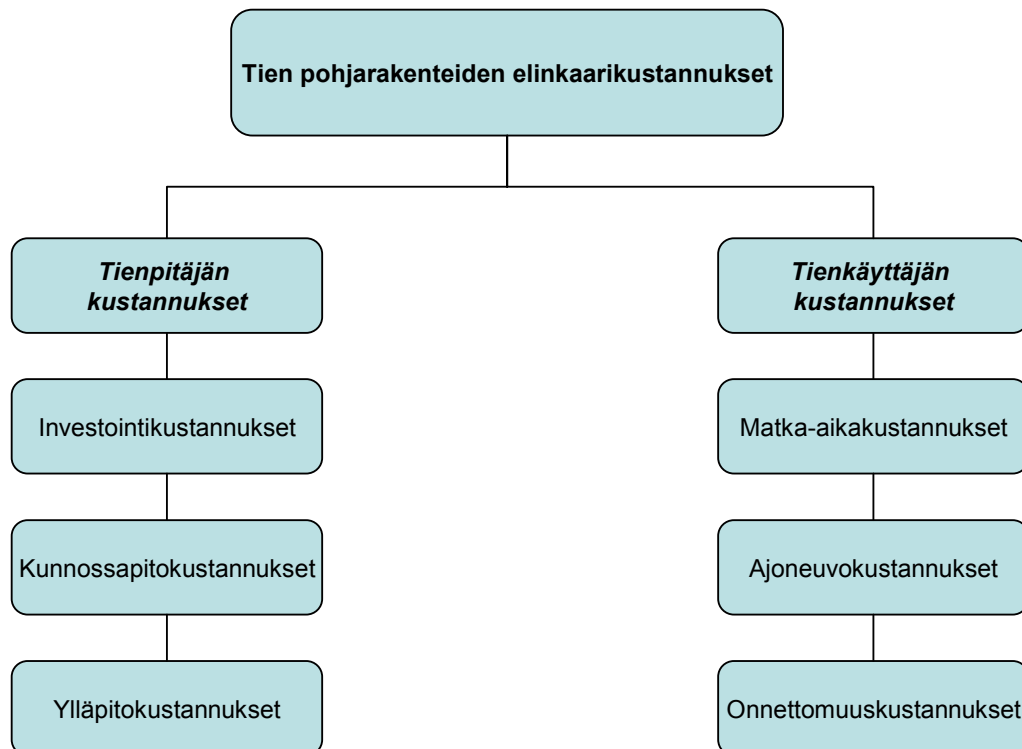 Tien pohjarakenteiden elinkaarikustannukset
Tienpitäjän
kustannukset
Investointikustannukset
Kunnossapitokustannukset
Ylläpitokustannukset
Tienkäyttäjän
kustannukset
Matka-aikakustannukset
Ajoneuvokustannukset
Onnettomuuskustannukset